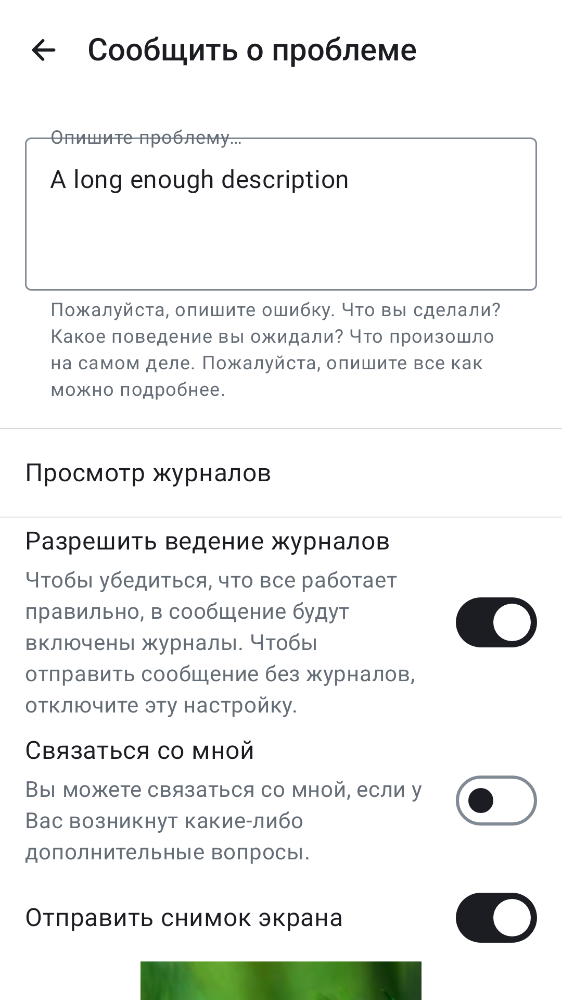 Сообщить о проблеме
Опишите проблему…
A long enough description
Пожалуйста, опишите ошибку. Что вы сделали?
Какое поведение вы ожидали? Что произошло
на самом деле. Пожалуйста, опишите все как
можно подробнее.
Просмотр журналов
Разрешить ведение журналов
Чтобы убедиться, что все работает
правильно, в сообщение будут
включены журналы. Чтобы
отправить сообщение без журналов,
отключите эту настройку.
Связаться со мной
Вы можете связаться со мной, если у
Вас возникнут какие-либо
дополнительные вопросы.
Отправить снимок экрана